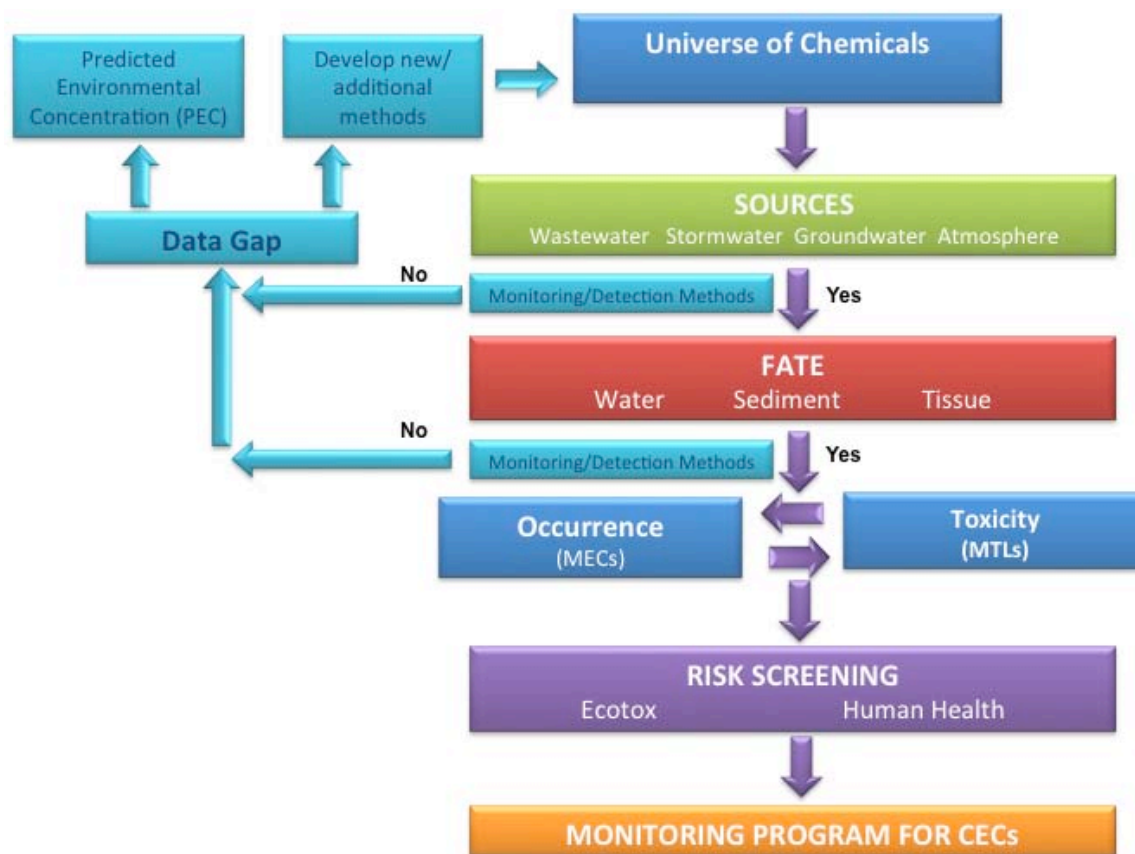 Predicted
Environmental
Concentration (PEC)
Develop new/
additional
methods
Universe of Chemicals
Data Gap
SOURCES
Wastewater Stormwater Groundwater Atmosphere
No
Monitoring/Detection Methods
Yes
FATE
Water Sediment Tissue
No
Monitoring/Detection Methods
Yes
Occurrence
(MECs)
Toxicity
(MTLs)
RISK SCREENING
Ecotox Human Health
MONITORING PROGRAM FOR CECs